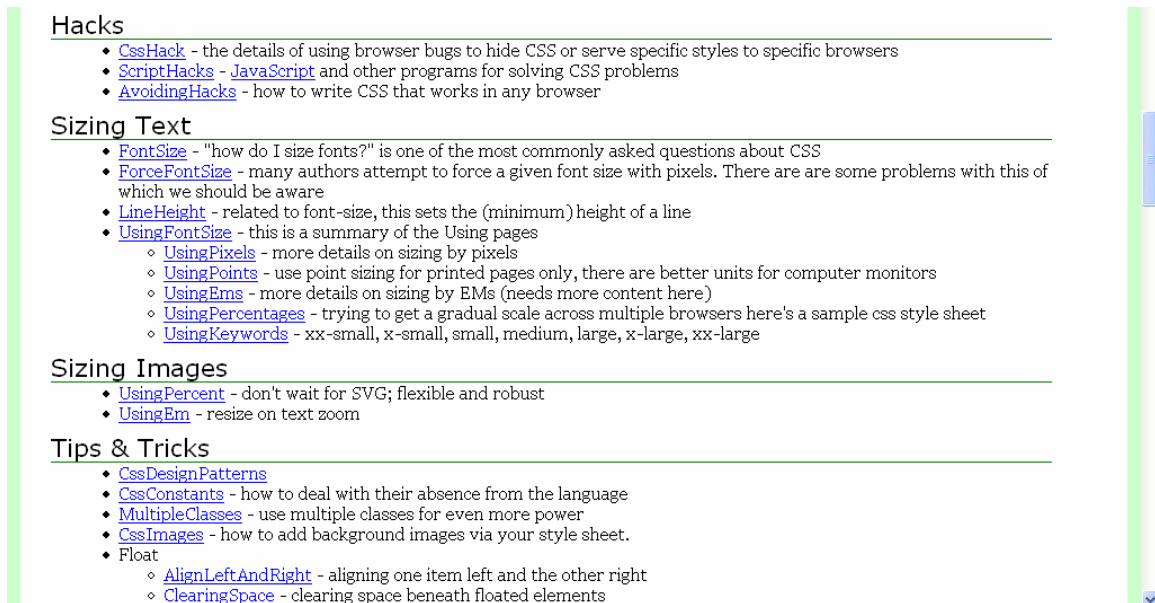 Hacks
CssHack - the details of using browser bugs to hide CSS or serve specific styles to specific browsers
ScriptHacks - JavaScript and other programs for solving CSS problems
AvoidingHacks - how to write CSS that works in any browser
Sizing Text
FontSize - "how do I size fonts?" is one of the most commonly asked questions about CSS
ForceFontSize - many authors attempt to force a given font size with pixels. There are are some problems with this of
which we should be aware
LineHeight - related to font-size, this sets the (minimum) height of a line
UsingFontSize - this is a summary of the Using pages
UsingPixels - more details on sizing by pixels
UsingPoints - use point sizing for printed pages only, there are better units for computer monitors
UsingEms - more details on sizing by EMs (needs more content here)
UsingPercentages - trying to get a gradual scale across multiple browsers here's a sample css style sheet
UsingKeywords - xx-small, x-small, small, medium, large, x-large, xx-large
Sizing Images
UsingPercent - don't wait for SVG; flexible and robust
UsingEm - resize on text zoom
Tips & Tricks
CssDesignPatterns
CssConstants - how to deal with their absence from the language
MultipleClasses - use multiple classes for even more power
CssImages - how to add background images via your style sheet.
Float
AlignLeftAndRight - aligning one item left and the other right
ClearingSpace - clearing space beneath floated elements